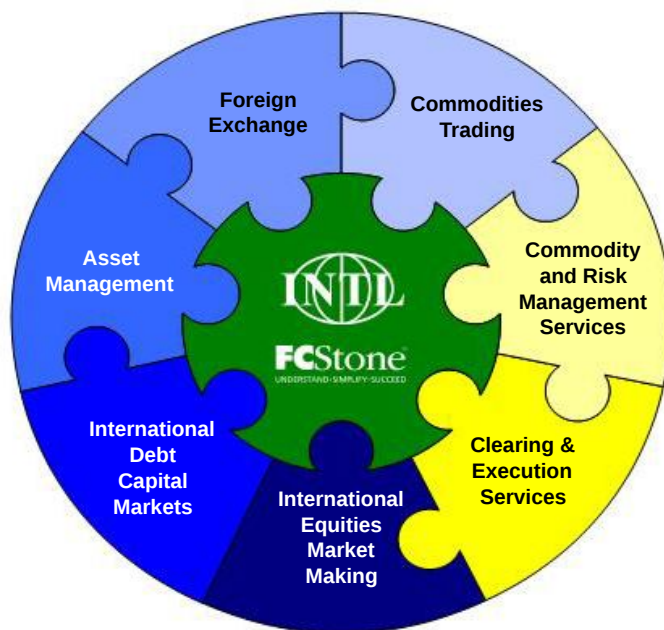 Foreign
Exchange
Commodities
Trading
Asset
Management
INTL
FCStone®
UNDERSTAND•SIMPLIFY•SUCCEED
Commodity
and Risk
Management
Services
International
Debt
Capital
Markets
International
Equities
Market
Making
Clearing &
Execution
Services